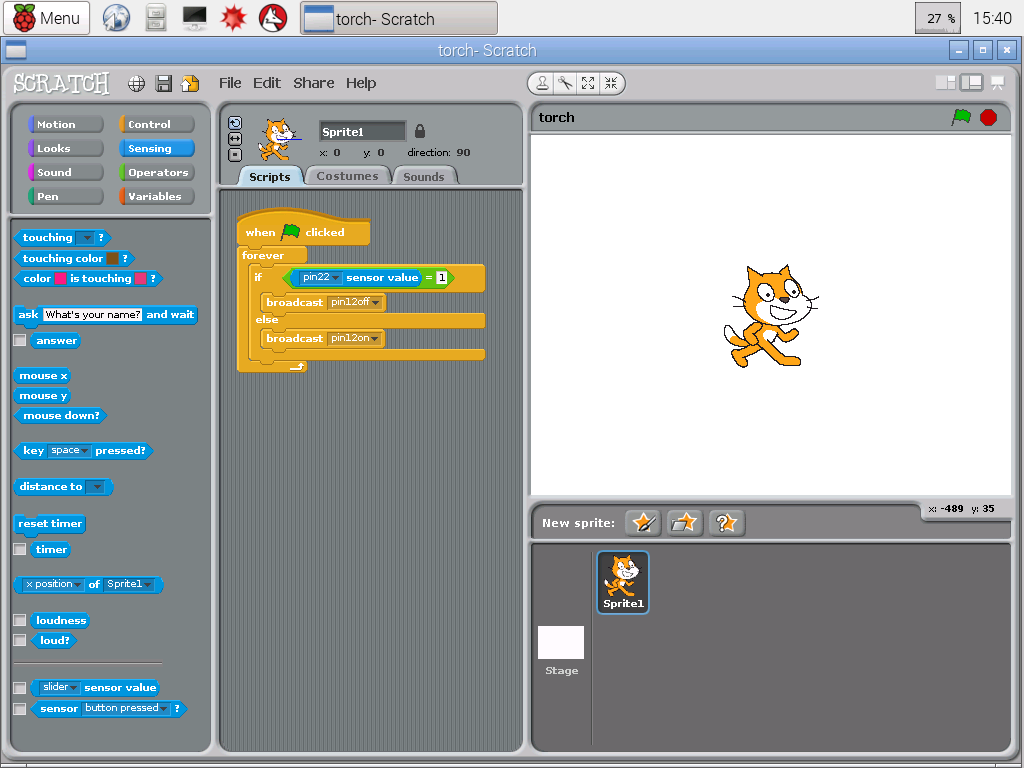 Menu
torch- Scratch
27 %
15:40
torch- Scratch
SCRATCH
File Edit Share Help
Motion Control
Looks Sensing
Sound Operators
Pen Variables
touching ?
touching color ?
color is touching ?
ask What's your name? and wait
answer
mouse x
mouse y
mouse down?
key space pressed?
distance to
reset timer
timer
x position of Sprite1
loudness
loud?
slider sensor value
sensor button pressed ?
Sprite1
x: 0 y: 0 direction: 90
Scripts Costumes Sounds
when clicked
forever
if pin22 sensor value = 1
broadcast pin12off
else
broadcast pin12on
torch
x: -489 y: 35
New sprite:
Sprite1
Stage